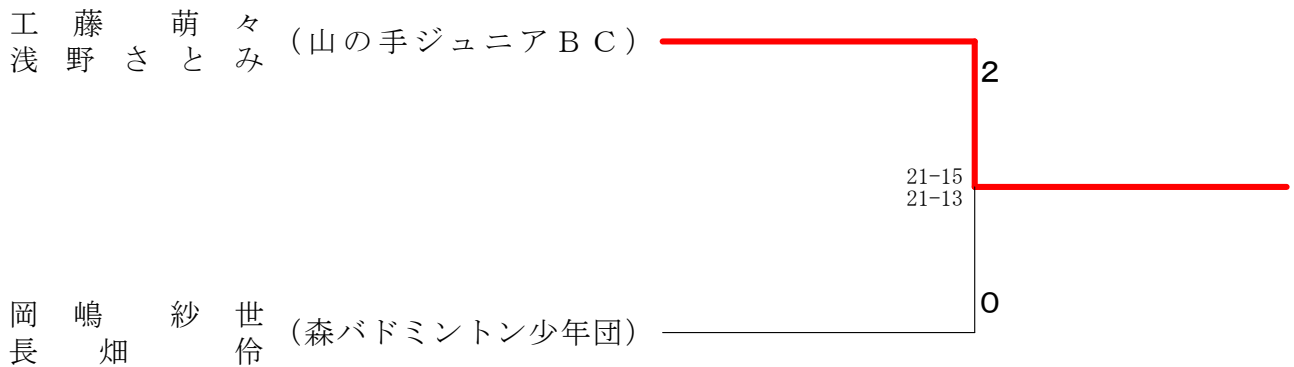 工藤 萌々
浅野さとみ
(山の手ジュニアＢＣ)
2
21-15
21-13
0
岡嶋 紗世
長畑 伶
(森バドミントン少年団)